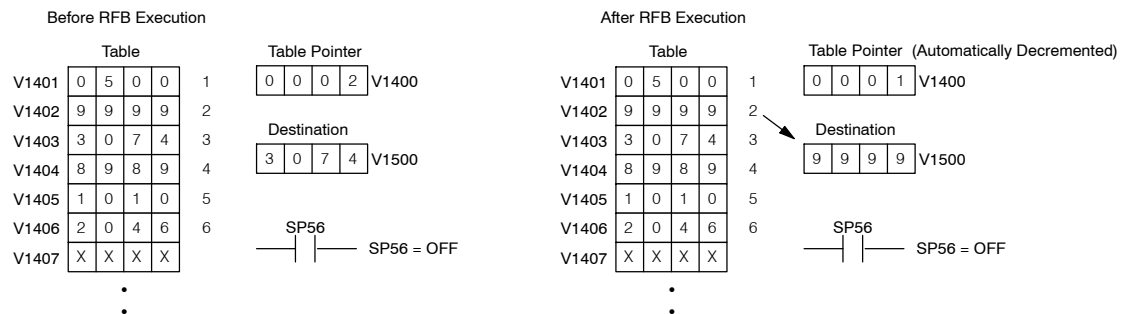 Before RFB Execution
Table
V1401 0 5 0 0 1
V1402 9 9 9 9 2
V1403 3 0 7 4 3
V1404 8 9 8 9 4
V1405 1 0 1 0 5
V1406 2 0 4 6 6
V1407 X X X X
Table Pointer
0 0 0 2 V1400
Destination
3 0 7 4 V1500
SP56
SP56 = OFF
After RFB Execution
Table
V1401 0 5 0 0 1
V1402 9 9 9 9 2
V1403 3 0 7 4 3
V1404 8 9 8 9 4
V1405 1 0 1 0 5
V1406 2 0 4 6 6
V1407 X X X X
Table Pointer (Automatically Decremented)
0 0 0 1 V1400
Destination
9 9 9 9 V1500
SP56
SP56 = OFF